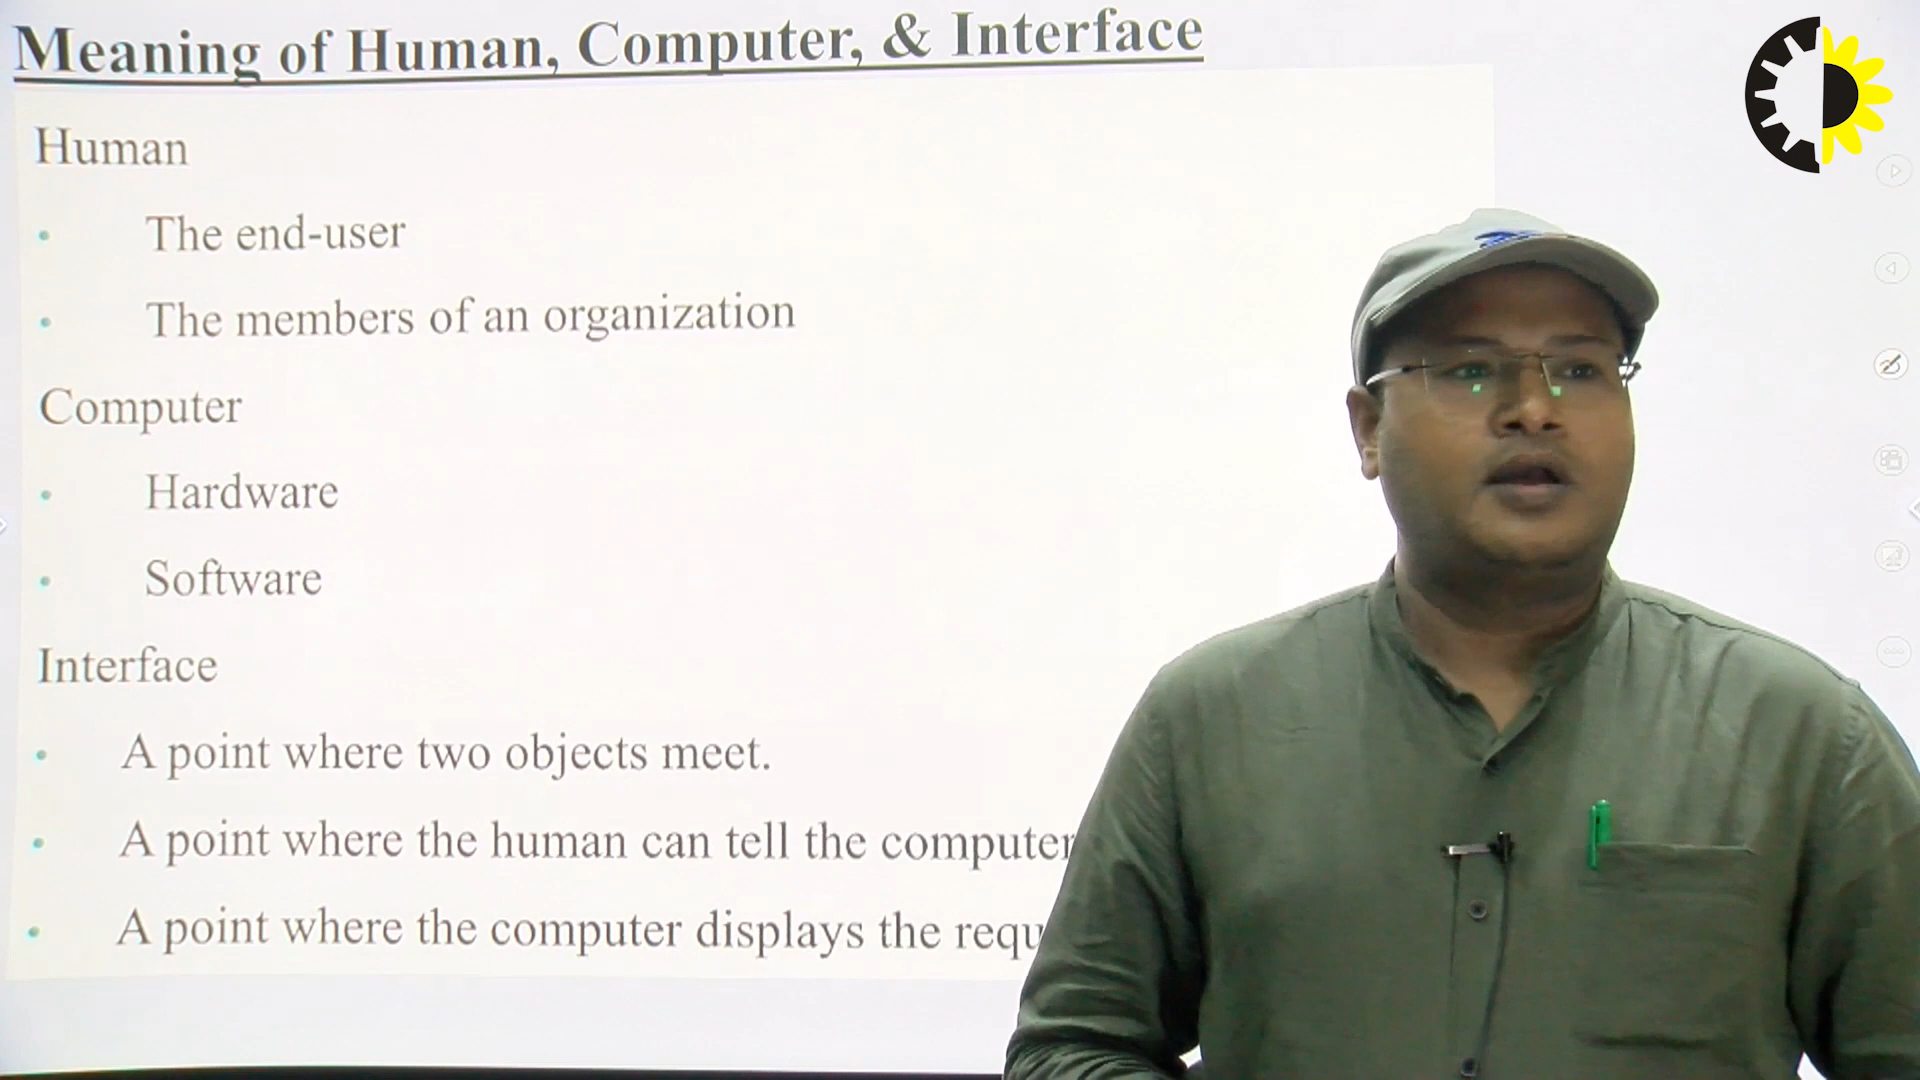 Meaning of Human, Computer, & Interface
Human
• The end-user
• The members of an organization
Computer
• Hardware
• Software
Interface
• A point where two objects meet.
• A point where the human can tell the computer
• A point where the computer displays the requ